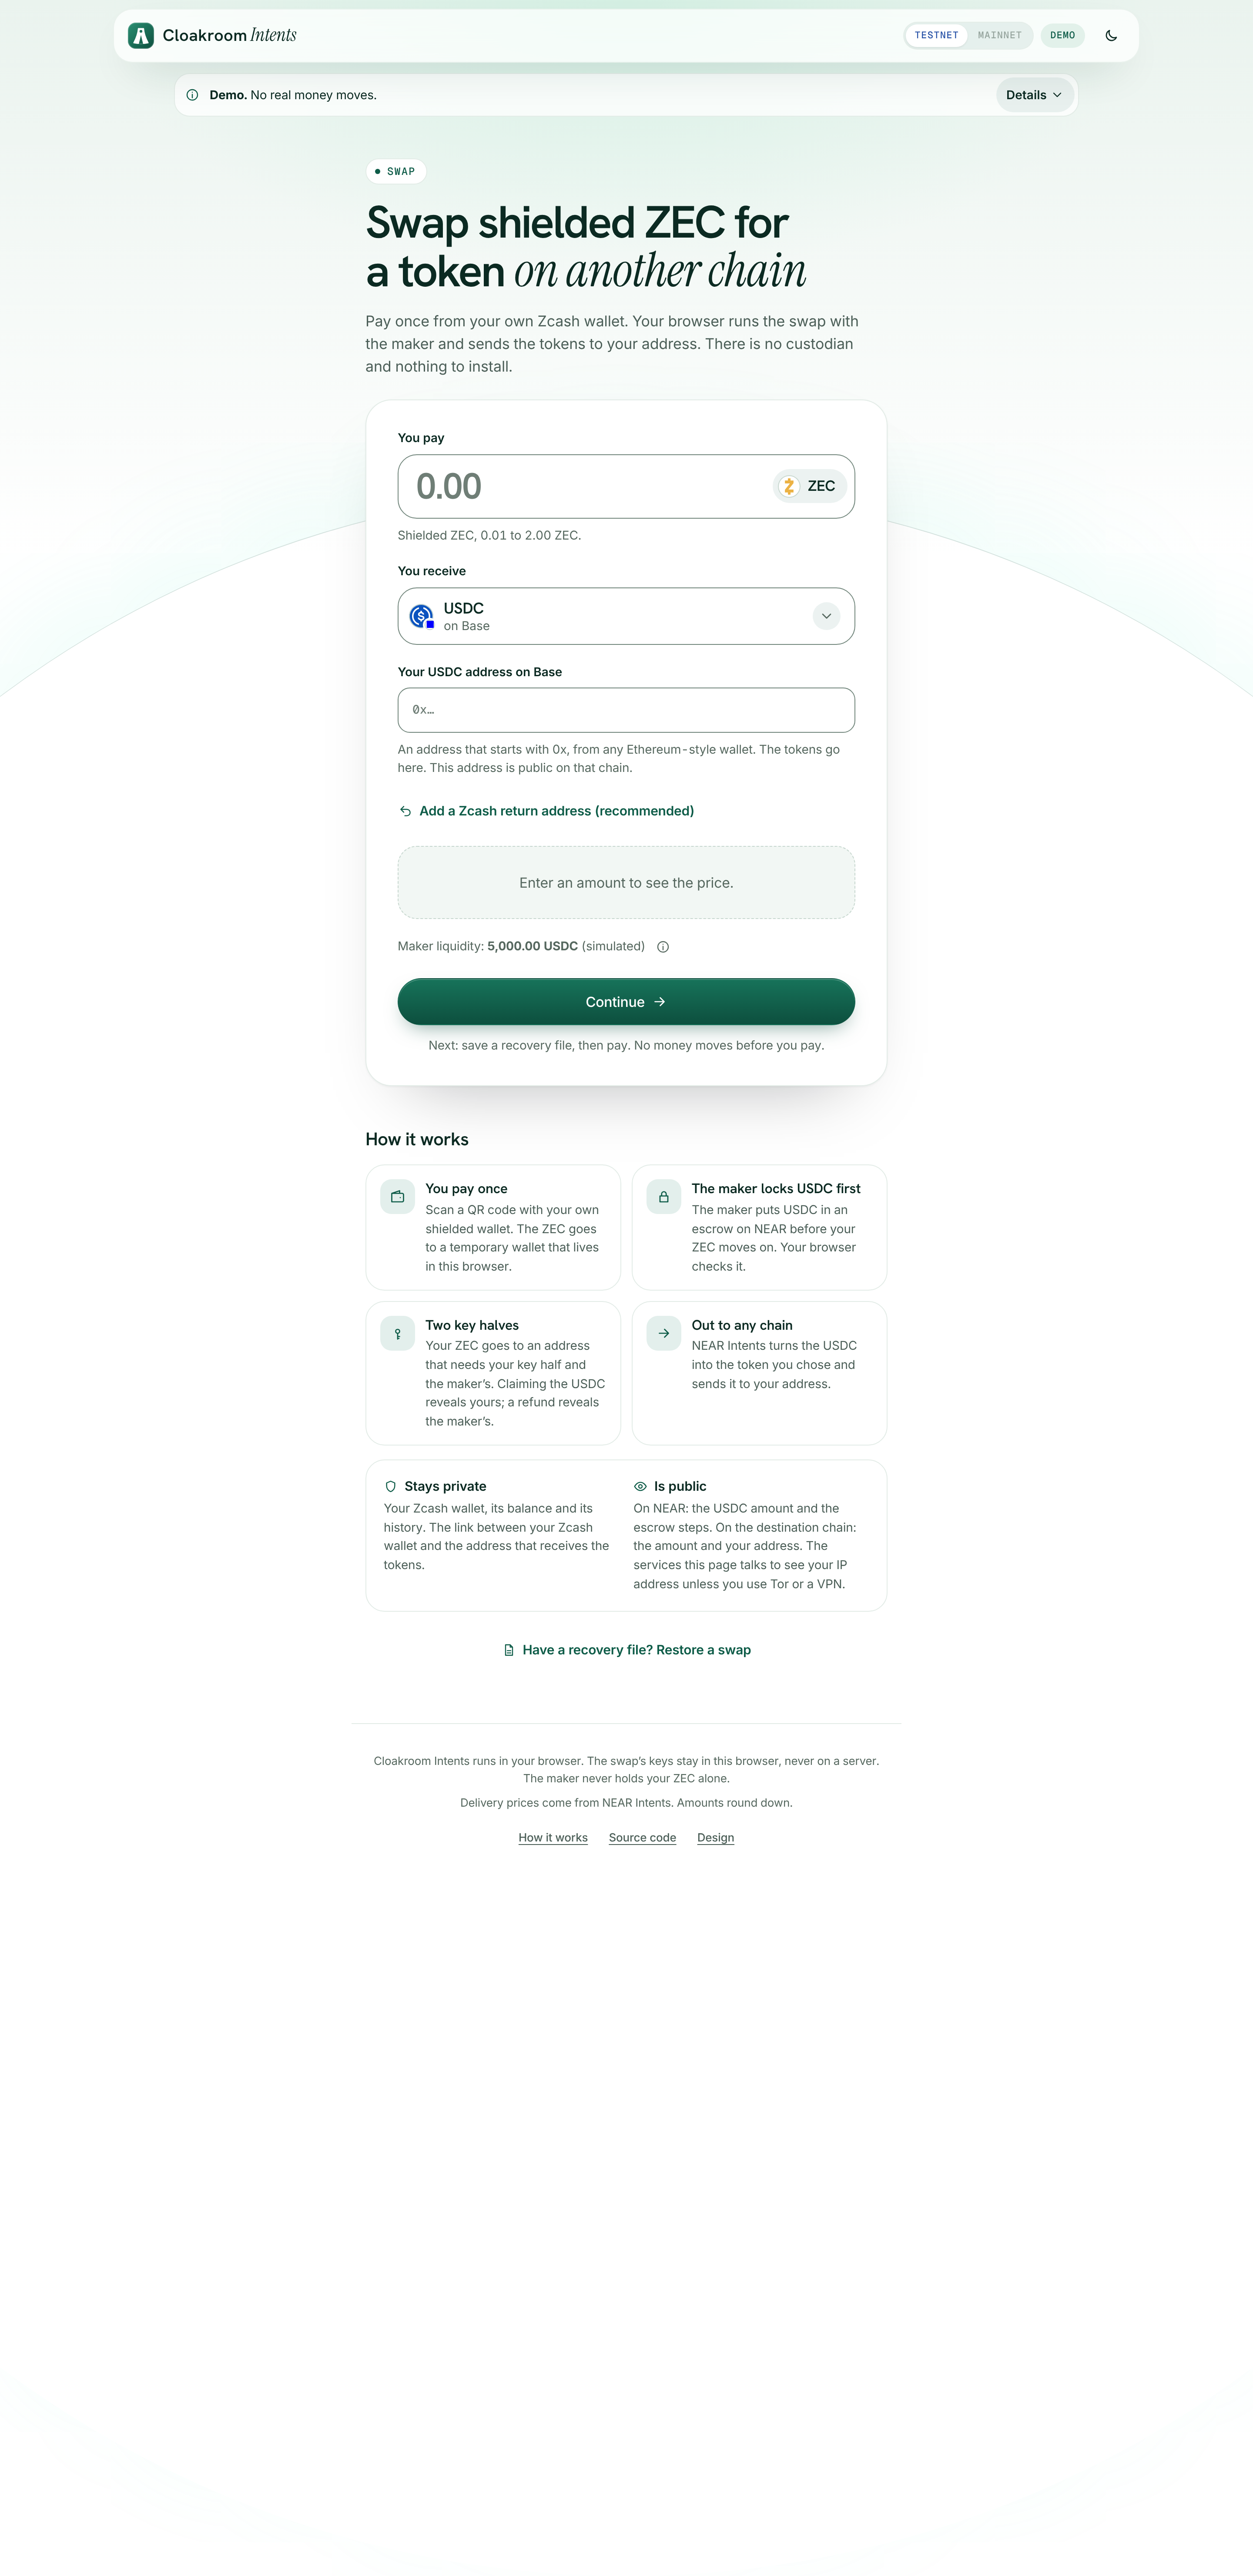 Cloakroom Intents
TESTNET MAINNET DEMO
Demo. No real money moves.
Details
SWAP
Swap shielded ZEC for
a token on another chain
Pay once from your own Zcash wallet. Your browser runs the swap with
the maker and sends the tokens to your address. There is no custodian
and nothing to install.
You pay
0.00
ZEC
Shielded ZEC, 0.01 to 2.00 ZEC.
You receive
USDC
on Base
Your USDC address on Base
0x…
An address that starts with 0x, from any Ethereum-style wallet. The tokens go
here. This address is public on that chain.
Add a Zcash return address (recommended)
Enter an amount to see the price.
Maker liquidity: 5,000.00 USDC (simulated)
Continue
Next: save a recovery file, then pay. No money moves before you pay.
How it works
You pay once
Scan a QR code with your own
shielded wallet. The ZEC goes
to a temporary wallet that lives
in this browser.
The maker locks USDC first
The maker puts USDC in an
escrow on NEAR before your
ZEC moves on. Your browser
checks it.
Two key halves
Your ZEC goes to an address
that needs your key half and
the maker’s. Claiming the USDC
reveals yours; a refund reveals
the maker’s.
Out to any chain
NEAR Intents turns the USDC
into the token you chose and
sends it to your address.
Stays private
Your Zcash wallet, its balance and its
history. The link between your Zcash
wallet and the address that receives the
tokens.
Is public
On NEAR: the USDC amount and the
escrow steps. On the destination chain:
the amount and your address. The
services this page talks to see your IP
address unless you use Tor or a VPN.
Have a recovery file? Restore a swap
Cloakroom Intents runs in your browser. The swap’s keys stay in this browser, never on a server.
The maker never holds your ZEC alone.
Delivery prices come from NEAR Intents. Amounts round down.
How it works Source code Design